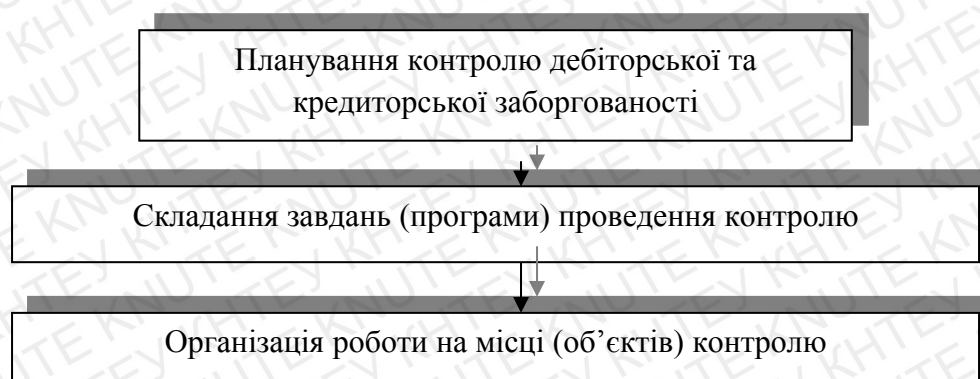 Планування контролю дебіторської та
кредиторської заборгованості
Складання завдань (програми) проведення контролю
Організація роботи на місці (об’єктів) контролю